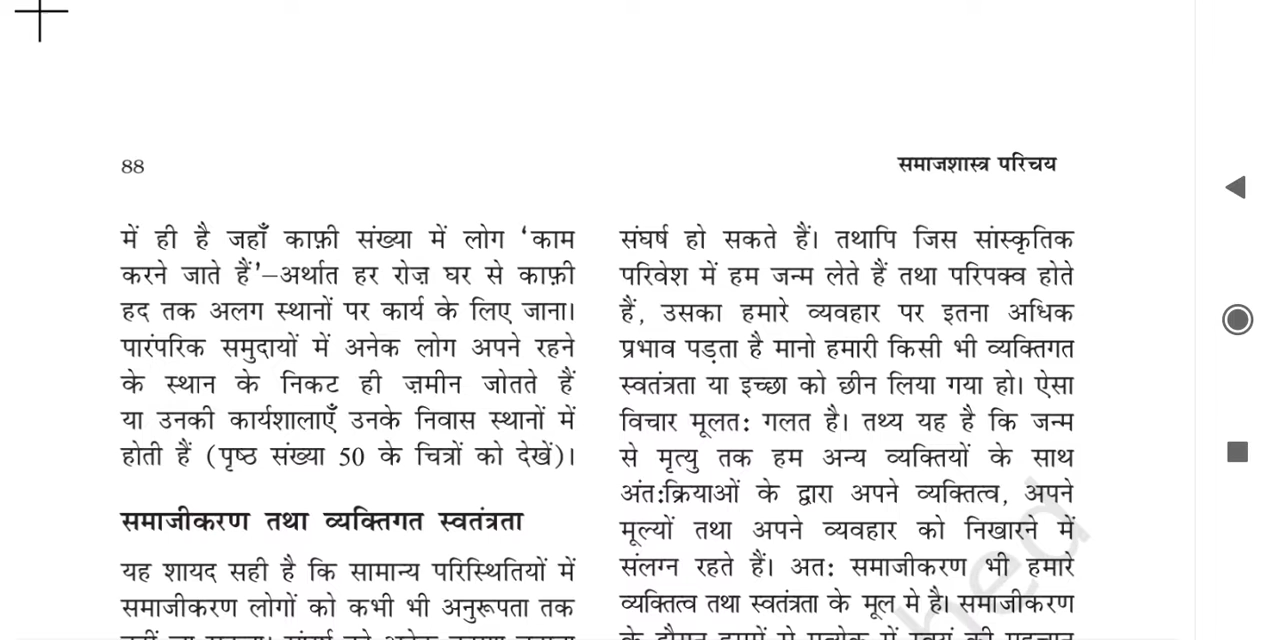 88
समाजशास्त्र परिचय
में ही है जहाँ काफ़ी संख्या में लोग ‘काम
करने जाते हैं’–अर्थात हर रोज़ घर से काफ़ी
हद तक अलग स्थानों पर कार्य के लिए जाना।
पारंपरिक समुदायों में अनेक लोग अपने रहने
के स्थान के निकट ही ज़मीन जोतते हैं
या उनकी कार्यशालाएँ उनके निवास स्थानों में
होती हैं (पृष्ठ संख्या 50 के चित्रों को देखें)।
समाजीकरण तथा व्यक्तिगत स्वतंत्रता
यह शायद सही है कि सामान्य परिस्थितियों में
समाजीकरण लोगों को कभी भी अनुरूपता तक
संघर्ष हो सकते हैं। तथापि जिस सांस्कृतिक
परिवेश में हम जन्म लेते हैं तथा परिपक्व होते
हैं, उसका हमारे व्यवहार पर इतना अधिक
प्रभाव पड़ता है मानो हमारी किसी भी व्यक्तिगत
स्वतंत्रता या इच्छा को छीन लिया गया हो। ऐसा
विचार मूलत: गलत है। तथ्य यह है कि जन्म
से मृत्यु तक हम अन्य व्यक्तियों के साथ
अंत:क्रियाओं के द्वारा अपने व्यक्तित्व, अपने
मूल्यों तथा अपने व्यवहार को निखारने में
संलग्न रहते हैं। अत: समाजीकरण भी हमारे
व्यक्तित्व तथा स्वतंत्रता के मूल मे है। समाजीकरण
के दौरान हममें से प्रत्येक में स्वयं की पहचान
hed